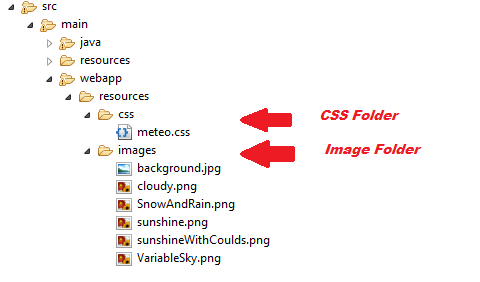 src
main
java
resources
webapp
resources
css
CSS Folder
meteo.css
images
Image Folder
background.jpg
cloudy.png
SnowAndRain.png
sunshine.png
sunshineWithCoulds.png
VariableSky.png